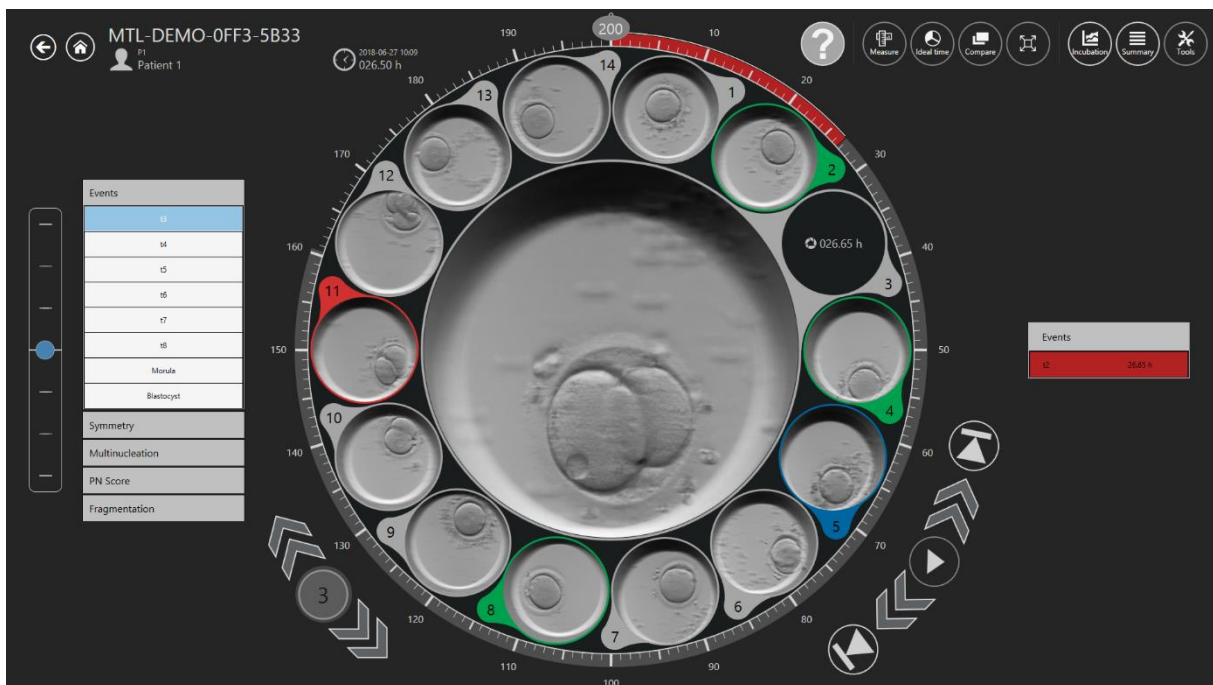 MTL-DEMO-0FF3-5B33
P1
Patient 1
2018-06-27 10:09
026.50 h
?
Measure
Ideal time
Compare
Incubation
Summary
Tools
200
10
20
30
40
50
60
70
80
90
100
110
120
130
140
150
160
170
180
190
1
2
3
4
5
6
7
8
9
10
11
12
13
14
026.65 h
Events
t3
t4
t5
t6
t7
t8
Morula
Blastocyst
Symmetry
Multinucleation
PN Score
Fragmentation
3
Events
t2 26.65 h